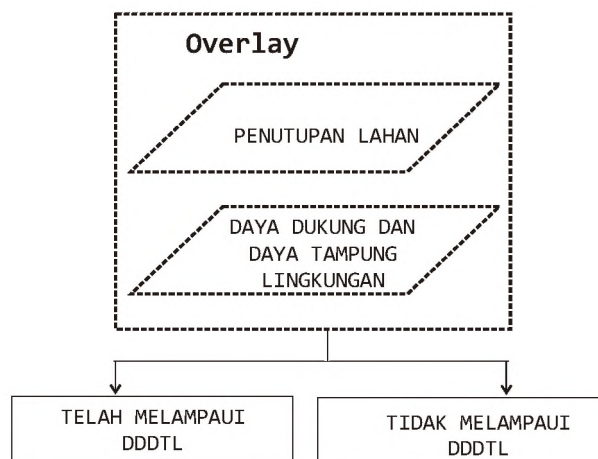 Overlay
PENUTUPAN LAHAN
DAYA DUKUNG DAN
DAYA TAMPUNG
LINGKUNGAN
TELAH MELAMPAUI
DDDTL
TIDAK MELAMPAUI
DDDTL